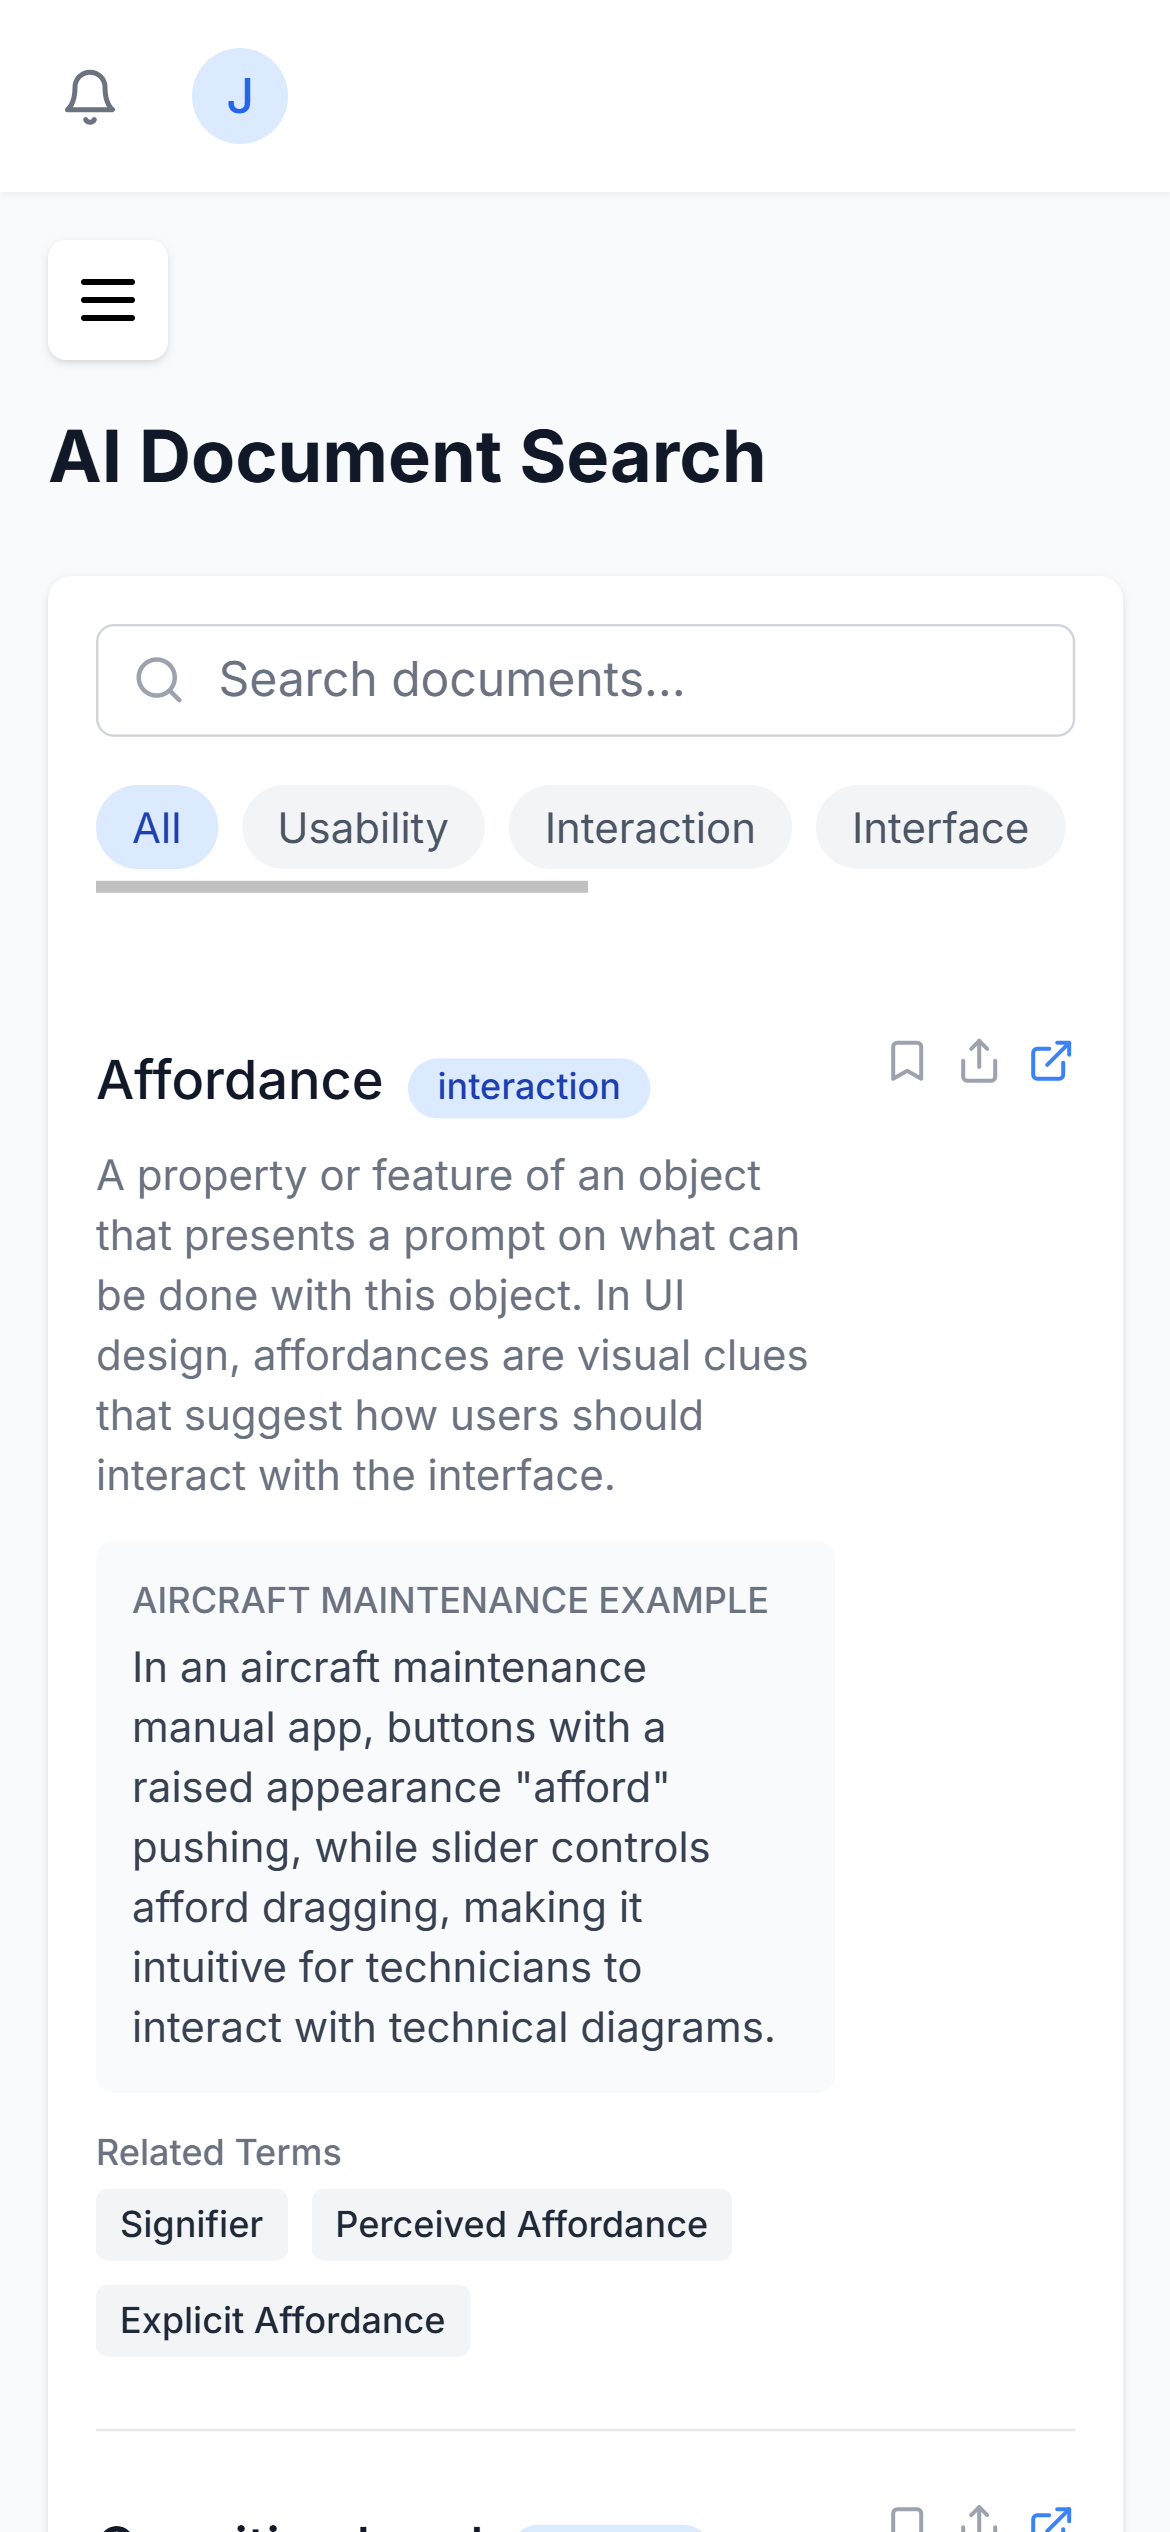 J
AI Document Search
Search documents...
All Usability Interaction Interface
Affordance interaction
A property or feature of an object
that presents a prompt on what can
be done with this object. In UI
design, affordances are visual clues
that suggest how users should
interact with the interface.
AIRCRAFT MAINTENANCE EXAMPLE
In an aircraft maintenance
manual app, buttons with a
raised appearance "afford"
pushing, while slider controls
afford dragging, making it
intuitive for technicians to
interact with technical diagrams.
Related Terms
Signifier Perceived Affordance
Explicit Affordance